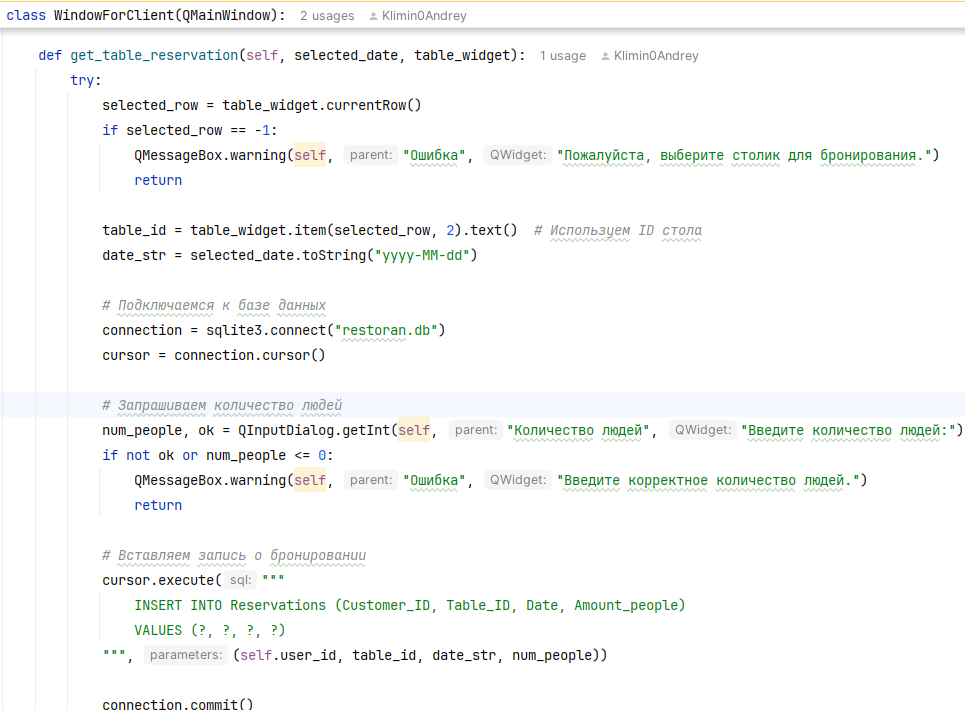 class WindowForClient(QMainWindow): 2 usages Klimin0Andrey
def get_table_reservation(self, selected_date, table_widget): 1 usage Klimin0Andrey
try:
selected_row = table_widget.currentRow()
if selected_row == -1:
QMessageBox.warning(self, parent: "Ошибка", QWidget: "Пожалуйста, выберите столик для бронирования.")
return
table_id = table_widget.item(selected_row, 2).text() # Используем ID стола
date_str = selected_date.toString("yyyy-MM-dd")
# Подключаемся к базе данных
connection = sqlite3.connect("restoran.db")
cursor = connection.cursor()
# Запрашиваем количество людей
num_people, ok = QInputDialog.getInt(self, parent: "Количество людей", QWidget: "Введите количество людей:")
if not ok or num_people <= 0:
QMessageBox.warning(self, parent: "Ошибка", QWidget: "Введите корректное количество людей.")
return
# Вставляем запись о бронировании
cursor.execute( sql: """
INSERT INTO Reservations (Customer_ID, Table_ID, Date, Amount_people)
VALUES (?, ?, ?, ?)
""", parameters: (self.user_id, table_id, date_str, num_people))
connection.commit()